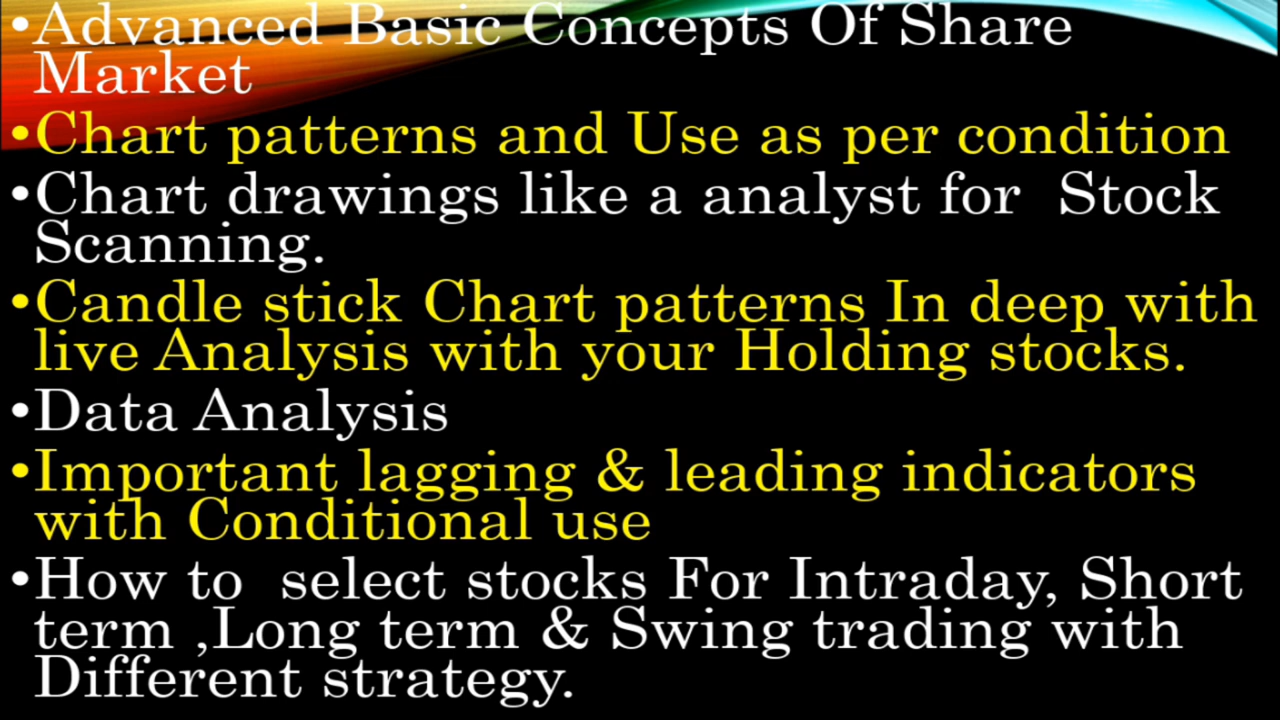 •Advanced Basic Concepts Of Share
Market
•Chart patterns and Use as per condition
•Chart drawings like a analyst for  Stock
Scanning.
•Candle stick Chart patterns In deep with
live Analysis with your Holding stocks.
•Data Analysis
•Important lagging & leading indicators
with Conditional use
•How to  select stocks For Intraday, Short
term ,Long term & Swing trading with
Different strategy.